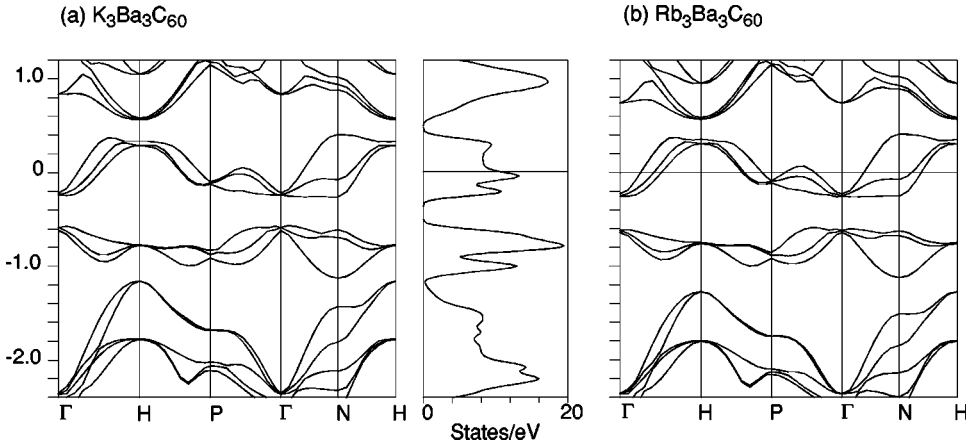 (a) K₃Ba₃C₆₀
(b) Rb₃Ba₃C₆₀
1.0
0
-1.0
-2.0
Γ H P Γ N H
0 20
States/eV
Γ H P Γ N H